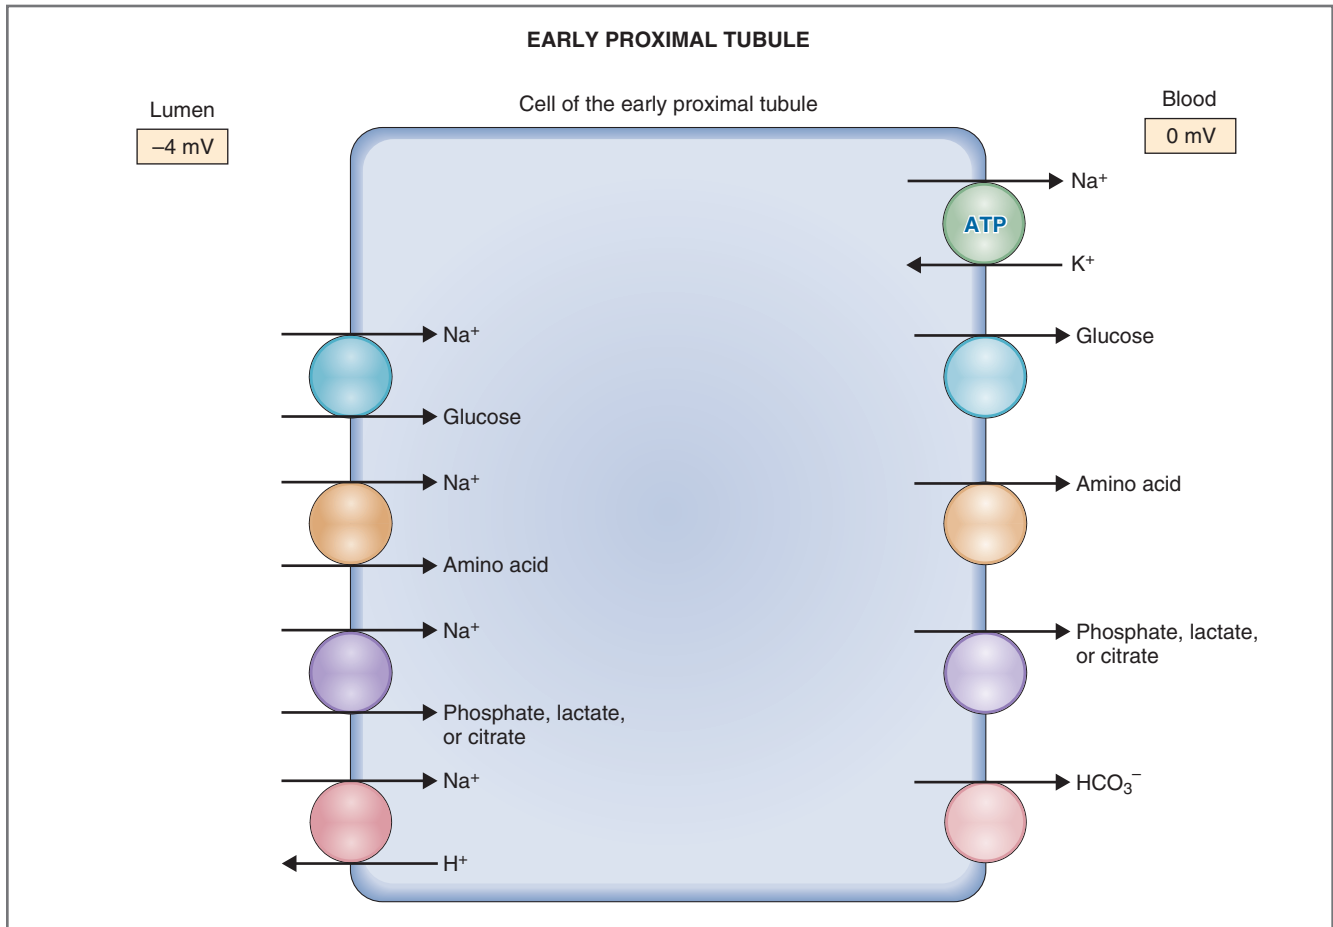 EARLY PROXIMAL TUBULE
Lumen
–4 mV
Cell of the early proximal tubule
Blood
0 mV
Na⁺
ATP
K⁺
Na⁺
Glucose
Glucose
Na⁺
Amino acid
Amino acid
Na⁺
Phosphate, lactate,
or citrate
Phosphate, lactate,
or citrate
Na⁺
H⁺
HCO₃⁻